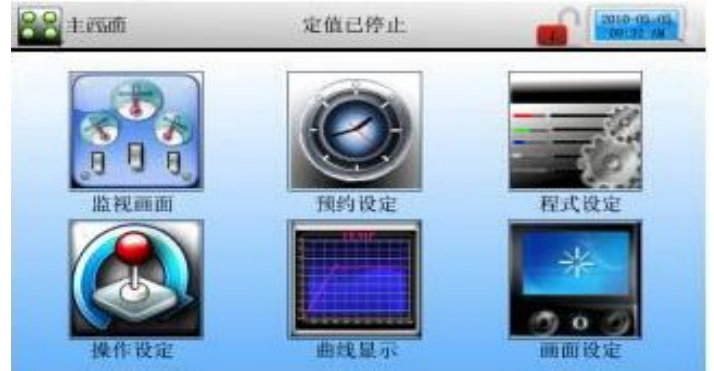 主画面
定值已停止
2010-05-05
09:32 AM
监视画面
预约设定
程式设定
TEMP
操作设定
曲线显示
画面设定